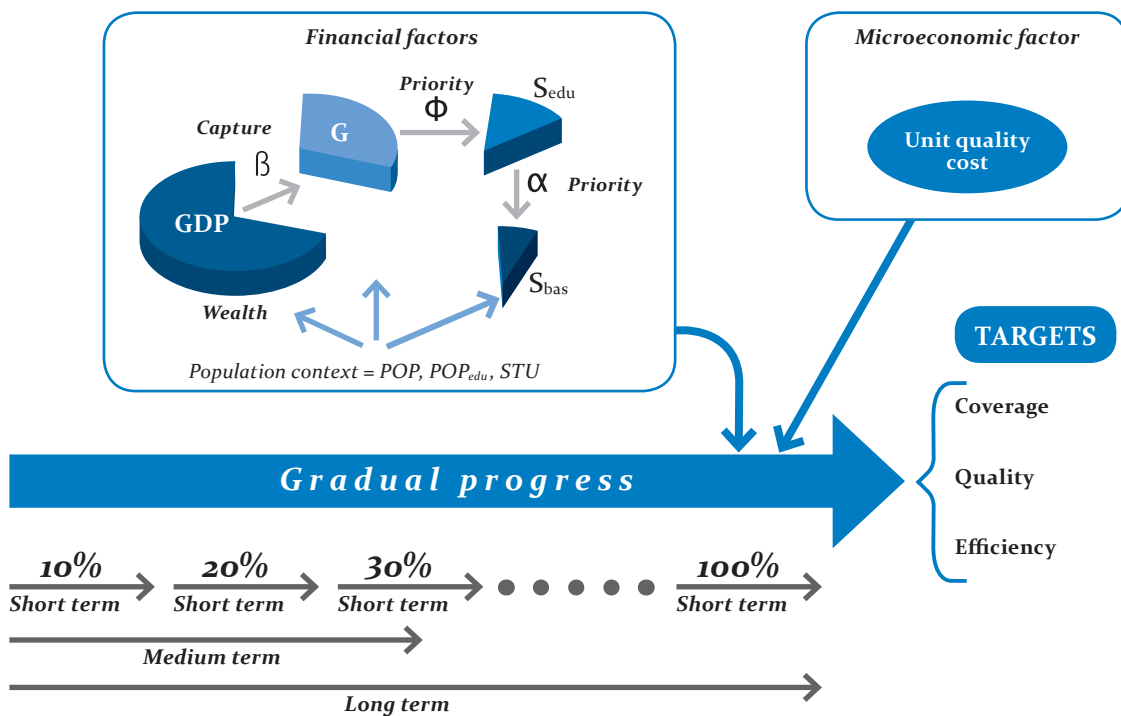 Financial factors
Priority
Φ
S edu
Capture
G
β
α
Priority
GDP
S bas
Wealth
Population context = POP, POP edu, STU
Microeconomic factor
Unit quality
cost
TARGETS
Coverage
Quality
Efficiency
Gradual progress
10%
20%
30%
100%
Short term
Short term
Short term
Short term
Medium term
Long term